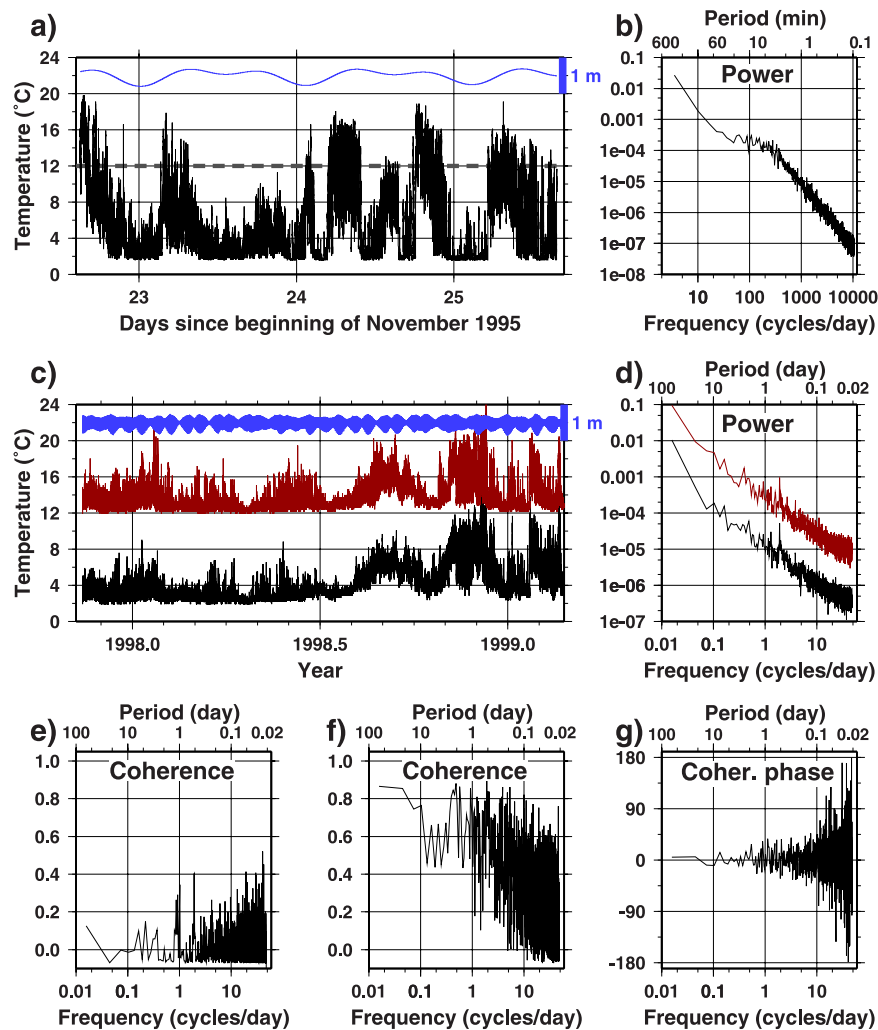 a)
24
20
16
12
8
4
0
Temperature (˚C)
1 m
23
24
25
Days since beginning of November 1995
b)
Period (min)
600
60
10
1
0.1
Power
0.1
0.01
0.001
1e-04
1e-05
1e-06
1e-07
1e-08
10
100
1000
10000
Frequency (cycles/day)
c)
24
20
16
12
8
4
0
Temperature (˚C)
1 m
1998.0
1998.5
1999.0
Year
d)
Period (day)
100
10
1
0.1
0.02
Power
0.1
0.01
0.001
1e-04
1e-05
1e-06
1e-07
0.01
0.1
1
10
Frequency (cycles/day)
e)
Period (day)
100
10
1
0.1
0.02
Coherence
1.0
0.8
0.6
0.4
0.2
0.0
0.01
0.1
1
10
Frequency (cycles/day)
f)
Period (day)
100
10
1
0.1
0.02
Coherence
1.0
0.8
0.6
0.4
0.2
0.0
0.01
0.1
1
10
Frequency (cycles/day)
g)
Period (day)
100
10
1
0.1
0.02
Coher. phase
180
90
0
-90
-180
0.01
0.1
1
10
Frequency (cycles/day)